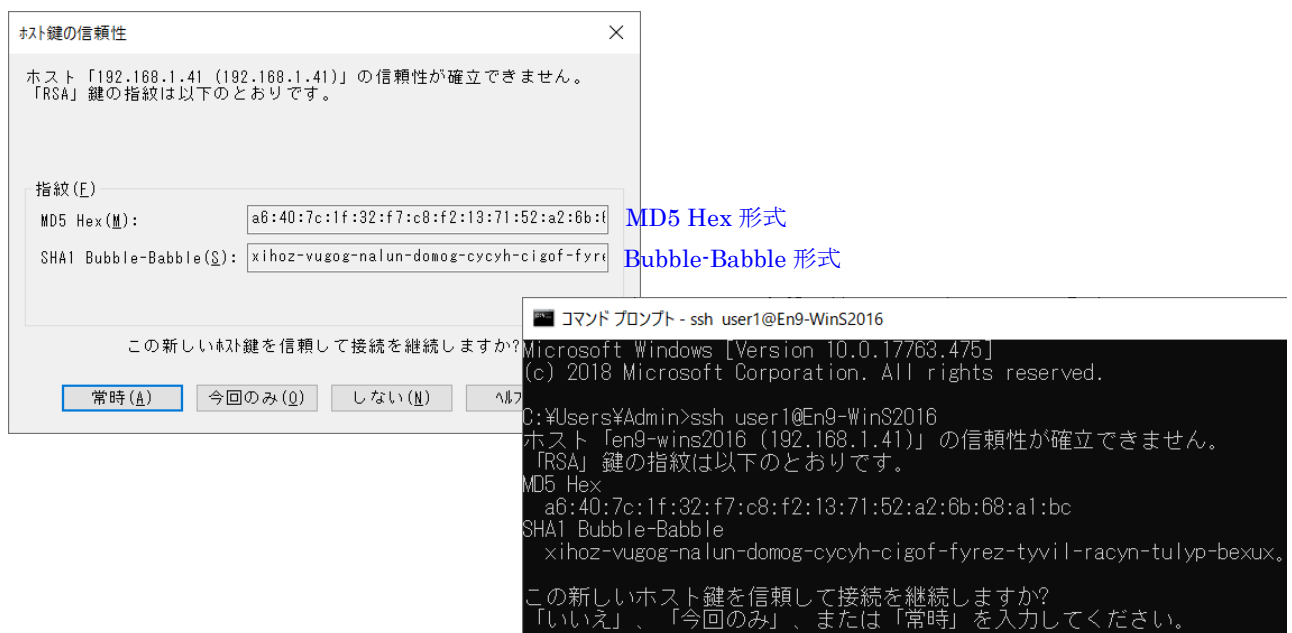 ホスト鍵の信頼性
ホスト「192.168.1.41 (192.168.1.41)」の信頼性が確立できません。
「RSA」鍵の指紋は以下のとおりです。
指紋(F)
MD5 Hex(M): a6:40:7c:1f:32:f7:c8:f2:13:71:52:a2:6b:
MD5 Hex 形式
SHA1 Bubble-Babble(S): xihoz-vugog-nalun-domog-cycyh-cigof-fyre
Bubble-Babble 形式
この新しいホスト鍵を信頼して接続を継続しますか?
常時(A) 今回のみ(O) しない(N)
コマンド プロンプト - ssh user1@En9-WinS2016
Microsoft Windows [Version 10.0.17763.475]
(c) 2018 Microsoft Corporation. All rights reserved.
C:¥Users¥Admin>ssh user1@En9-WinS2016
ホスト「en9-wins2016 (192.168.1.41)」の信頼性が確立できません。
「RSA」鍵の指紋は以下のとおりです。
MD5 Hex
a6:40:7c:1f:32:f7:c8:f2:13:71:52:a2:6b:68:a1:bc
SHA1 Bubble-Babble
xihoz-vugog-nalun-domog-cycyh-cigof-fyrez-tyvil-racyn-tulyp-bexux。
この新しいホスト鍵を信頼して接続を継続しますか?
「いいえ」、「今回のみ」、または「常時」を入力してください。